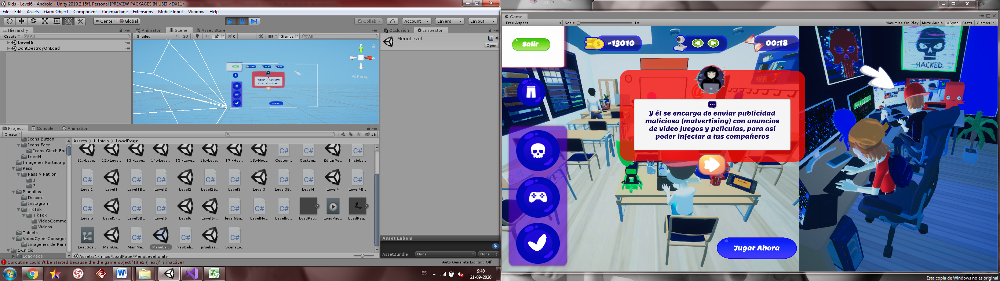 Kids - Level6 - Android - Unity 2019.2.15f1 Personal [PREVIEW PACKAGES IN USE] <DX11>
File Edit Assets GameObject Component Cinemachine Extensions Mobile Input Window Help
Center Global
Collab Account Layers Layout
Hierarchy
Create All
Level6
DontDestroyOnLoad
Animator Scene Asset Store
Shaded 2D 0 Gizmos All
y
x
Persp
Occlusion Inspector
MenuLevel
Open
Project Console Animation
Create
16
Icons Button
Icons Face
Icons Glitch Ene
Level4
Imagenes Portada p
Pass
Pass y Patron
1
3
Plantillas
Discord
Instagram
TikTok
TikTok
VideoComme
Videos
Tablets
VideoCyberConsejos
Imagenes de Pane
1-Inicio
LoadPage
Assets > 1-Inicio > LoadPage
11.-Leve... 12.-Leve... 13.-Leve... 14.-Leve... 15.-Leve... 16.-Leve... 17.-Hoc... 18.-Hoc... Custom... Custom... EditarPe... InicioLo...
Level1 Level1 Level1B... Level2 Level2 Level2B... Level3 Level3 Level3B... Level4 Level4 Level4B...
Level5 Level5-... Level5B... Level6 Level6 Level6-... level6Ba... LevelHo... Levelho... LoadPag... LoadPag... LoadPag...
LoadSce... MainGa... MainMe... MenuLe... NewBeh... pruebas... SceneLo...
C# C# C# C# C# C# C# C# C# C# C# C# C# C# C# C# C# C# C# C# C#
Assets/1-Inicio/LoadPage/MenuLevel.unity
Asset Labels
AssetBundle None None
Coroutine couldn't be started because the the game object 'Title2 (Text)' is inactive!
Auto Generate Lighting Off
ES
9:40
21-09-2020
Game
Free Aspect Scale 1x
Maximize On Play Mute Audio VSync Stats Gizmos
Salir
-13010
00:18
HACKED
CYBERKIDS
Y él se encarga de enviar publicidad
maliciosa (malvertising) con anuncios
de video juegos y películas, para así
poder infectar a tus compañeros
Jugar Ahora
Esta copia de Windows no es original